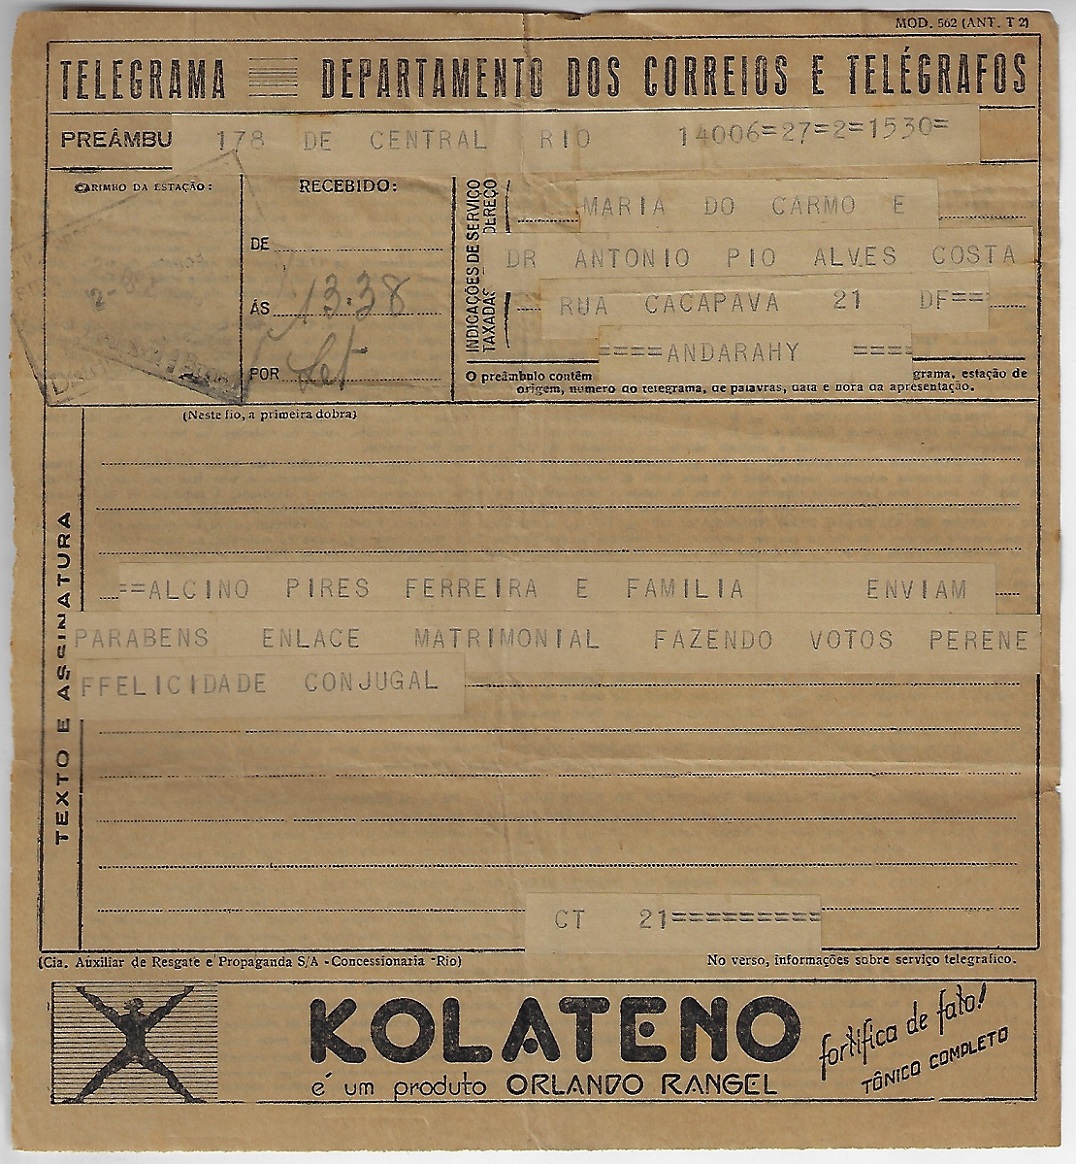 MOD. 562 (ANT. T 2)
TELEGRAMA DEPARTAMENTO DOS CORREIOS E TELÉGRAFOS
PREÂMBU 178 DE CENTRAL RIO 14006=27=2=1530=
CARIMBO DA ESTAÇÃO:
RECEBIDO:
DE
ÀS 13.38
POR
INDICAÇÕES DE SERVIÇO
TAXADAS DEREÇO
MARIA DO CARMO E
DR ANTONIO PIO ALVES COSTA
RUA CACAPAVA 21 DF==
====ANDARAHY ====
O preâmbulo contêm grama, estação de
origem, número do telegrama, de palavras, data e hora da apresentação.
(Neste fio, a primeira dobra)
TEXTO E ASSINATURA
==ALCINO PIRES FERREIRA E FAMILIA ENVIAM
PARABENS ENLACE MATRIMONIAL FAZENDO VOTOS PERENE
FFELICIDADE CONJUGAL
CT 21=========
(Cia. Auxiliar de Resgate e Propaganda S/A - Concessionaria - Rio)
No verso, informações sobre serviço telegrafico.
KOLATENO
é um produto ORLANDO RANGEL
fortifica de fato!
TÔNICO COMPLETO